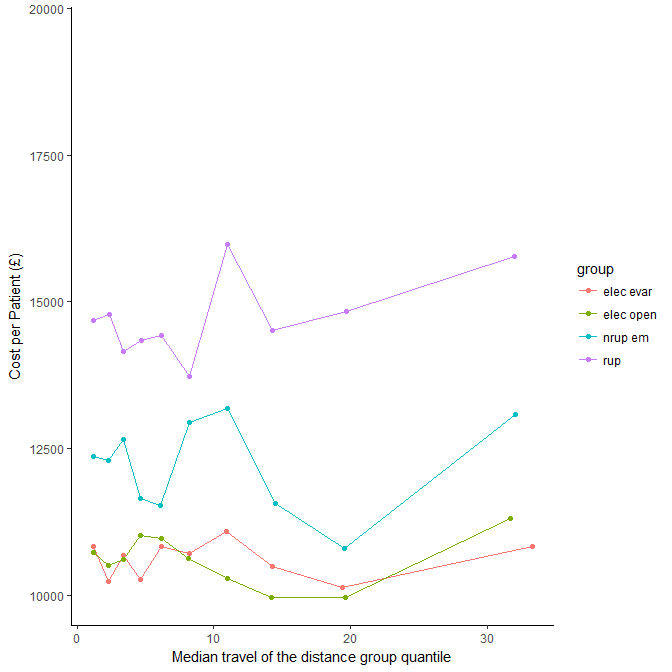 20000
17500
15000
12500
10000
Cost per Patient (£)
0 10 20 30
Median travel of the distance group quantile
group
elec evar
elec open
nrup em
rup